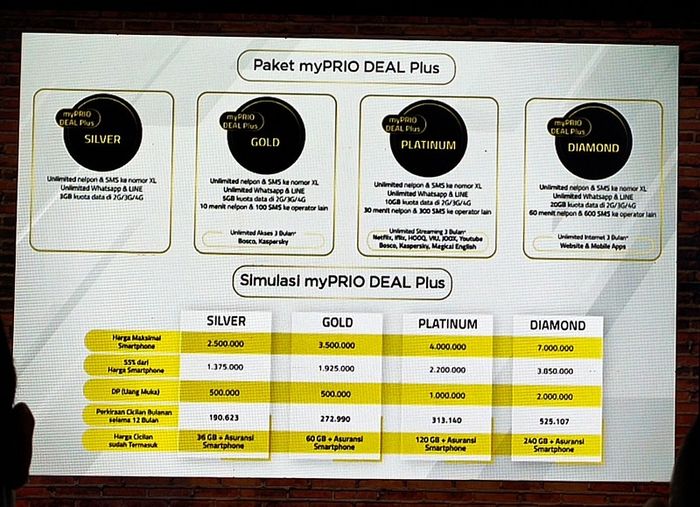 Paket myPRIO DEAL Plus
myPRIO
DEAL Plus
SILVER
Unlimited nelpon & SMS ke nomor XL
Unlimited Whatsapp & LINE
3GB kuota data di 2G/3G/4G
myPRIO
DEAL Plus
GOLD
Unlimited nelpon & SMS ke nomor XL
Unlimited Whatsapp & LINE
5GB kuota data di 2G/3G/4G
10 menit nelpon & 100 SMS ke operator lain
Unlimited Akses 3 Bulan*
Bosco, Kaspersky
myPRIO
DEAL Plus
PLATINUM
Unlimited nelpon & SMS ke nomor XL
Unlimited Whatsapp & LINE
10GB kuota data di 2G/3G/4G
30 menit nelpon & 300 SMS ke operator lain
Unlimited Streaming 3 Bulan*
Netflix, Iflix, HOOQ, VIU, JOOX, Youtube
Bosco, Kaspersky, Magical English
myPRIO
DEAL Plus
DIAMOND
Unlimited nelpon & SMS ke nomor XL
Unlimited Whatsapp & LINE
20GB kuota data di 2G/3G/4G
60 menit nelpon & 600 SMS ke operator lain
Unlimited Internet 3 Bulan*
Website & Mobile Apps
Simulasi myPRIO DEAL Plus
SILVER GOLD PLATINUM DIAMOND
Harga Maksimal
Smartphone
2.500.000 3.500.000 4.000.000 7.000.000
55% dari
Harga Smartphone
1.375.000 1.925.000 2.200.000 3.850.000
DP (Uang Muka) 500.000 500.000 1.000.000 2.000.000
Perkiraan Cicilan Bulanan
selama 12 Bulan
190.623 272.990 313.140 525.107
Harga Cicilan
sudah Termasuk
36 GB + Asuransi
Smartphone
60 GB + Asuransi
Smartphone
120 GB + Asuransi
Smartphone
240 GB + Asuransi
Smartphone